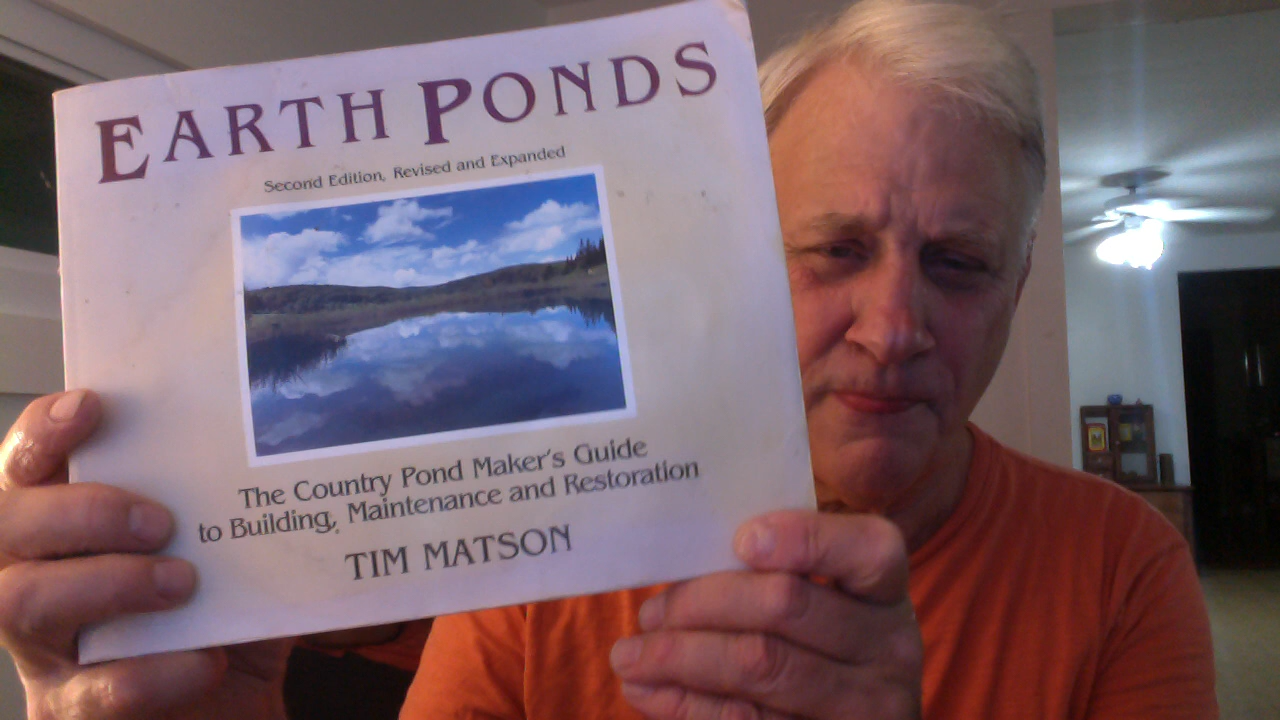 EARTH PONDS
Second Edition, Revised and Expanded
The Country Pond Maker's Guide
to Building, Maintenance and Restoration
TIM MATSON